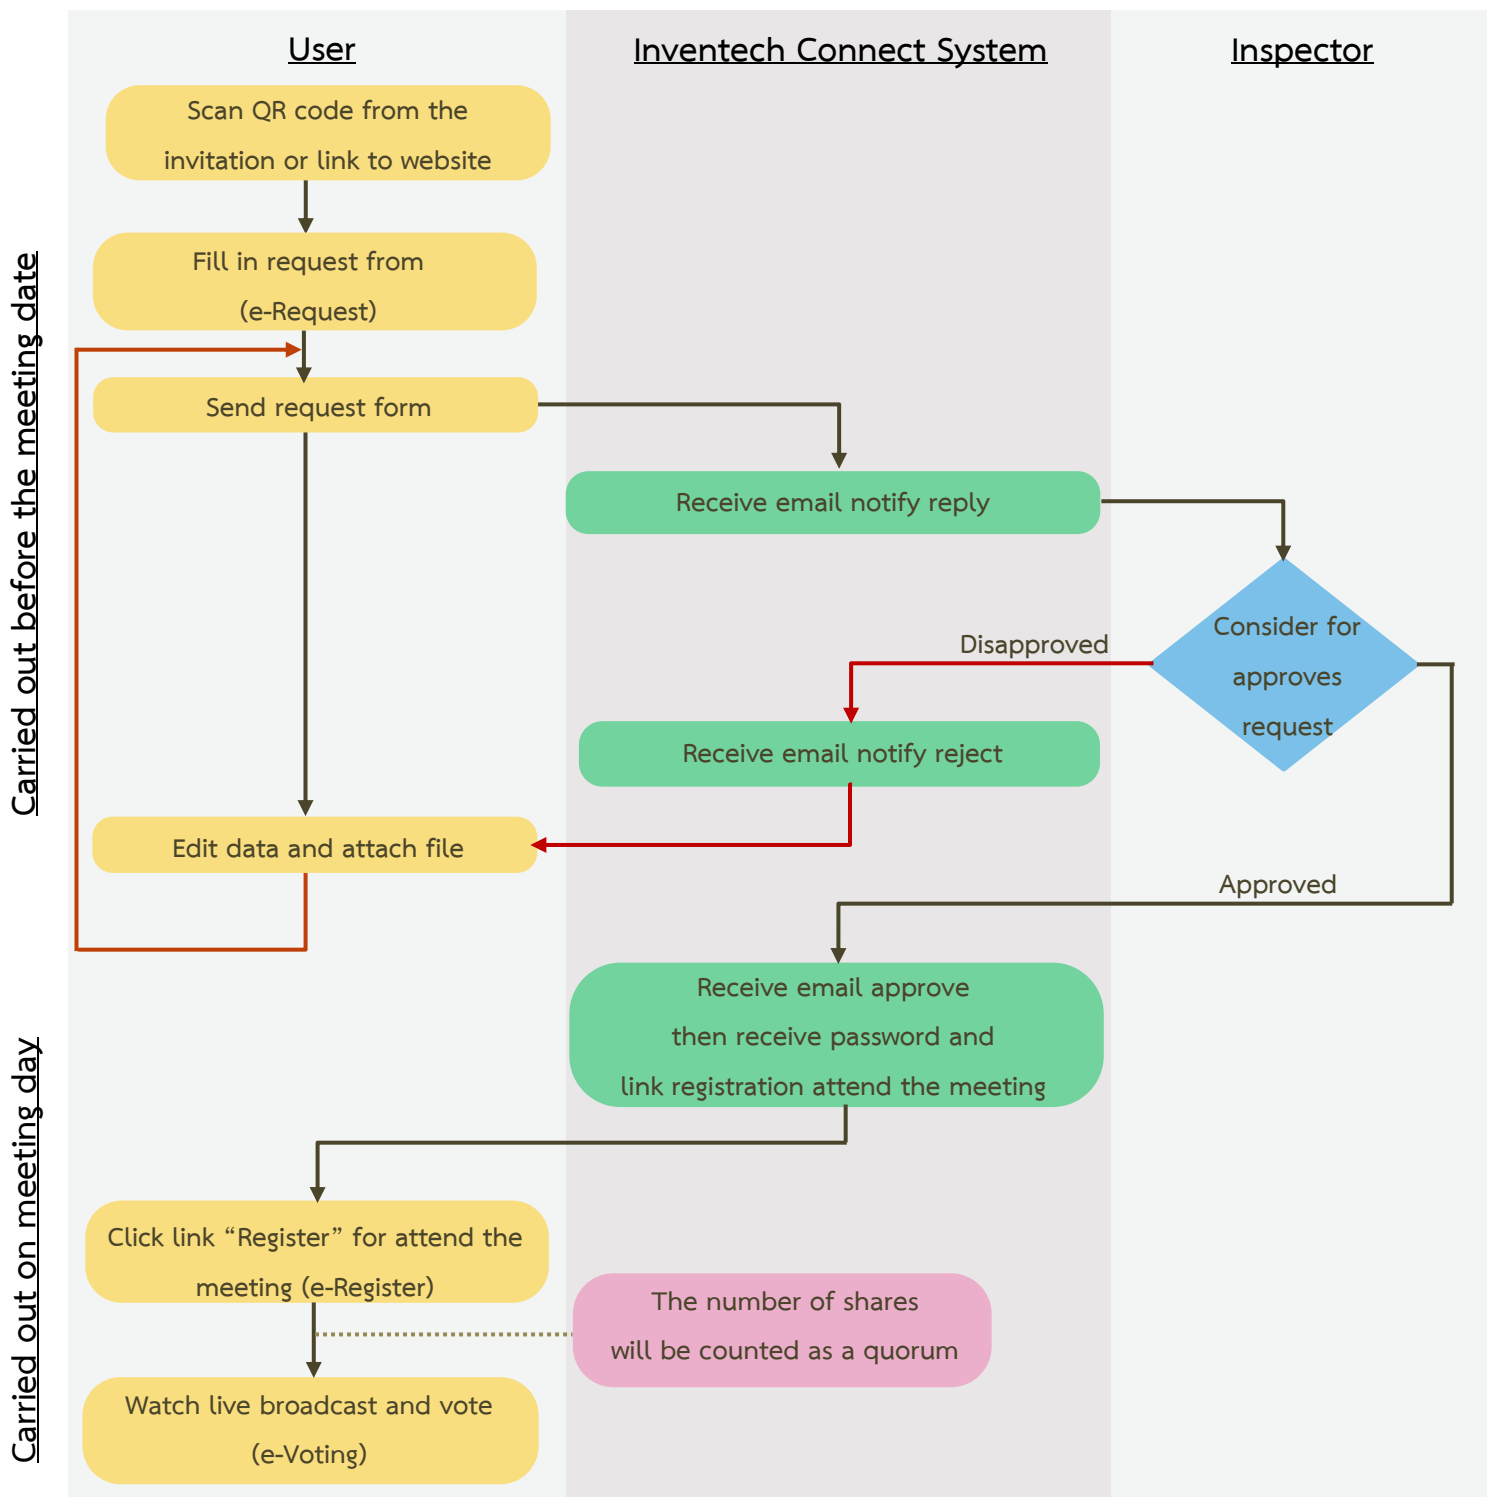 User
Inventech Connect System
Inspector
Scan QR code from the
invitation or link to website
Fill in request from
(e-Request)
Send request form
Receive email notify reply
Consider for
approves
request
Disapproved
Receive email notify reject
Edit data and attach file
Approved
Carried out before the meeting date
Receive email approve
then receive password and
link registration attend the meeting
Click link “Register” for attend the
meeting (e-Register)
The number of shares
will be counted as a quorum
Watch live broadcast and vote
(e-Voting)
Carried out on meeting day